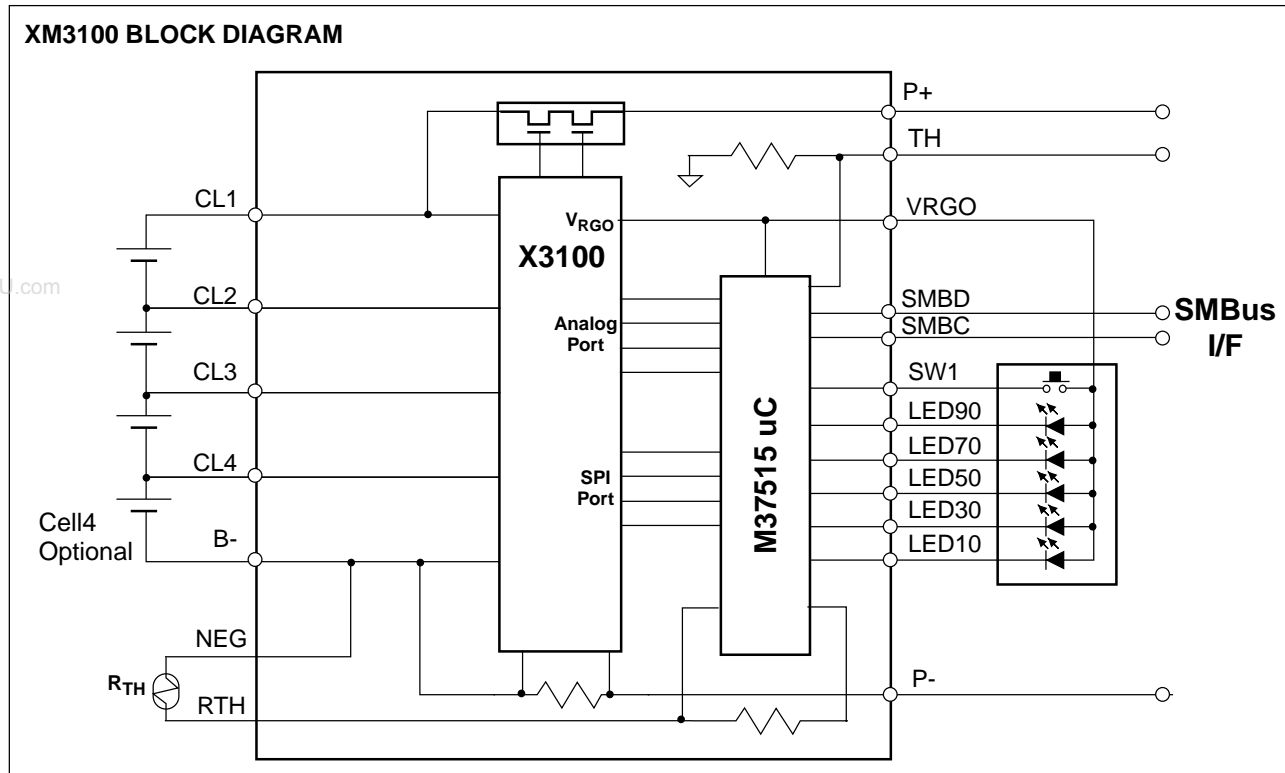 XM3100 BLOCK DIAGRAM
P+
TH
CL1
VRGO
VRGO
X3100
U.com
CL2
SMBD
SMBus
Analog
Port
SMBC
I/F
CL3
SW1
LED90
M37515 uC
LED70
CL4
SPI
Port
LED50
LED30
Cell4
Optional
B-
LED10
NEG
RTH
P-
RTH